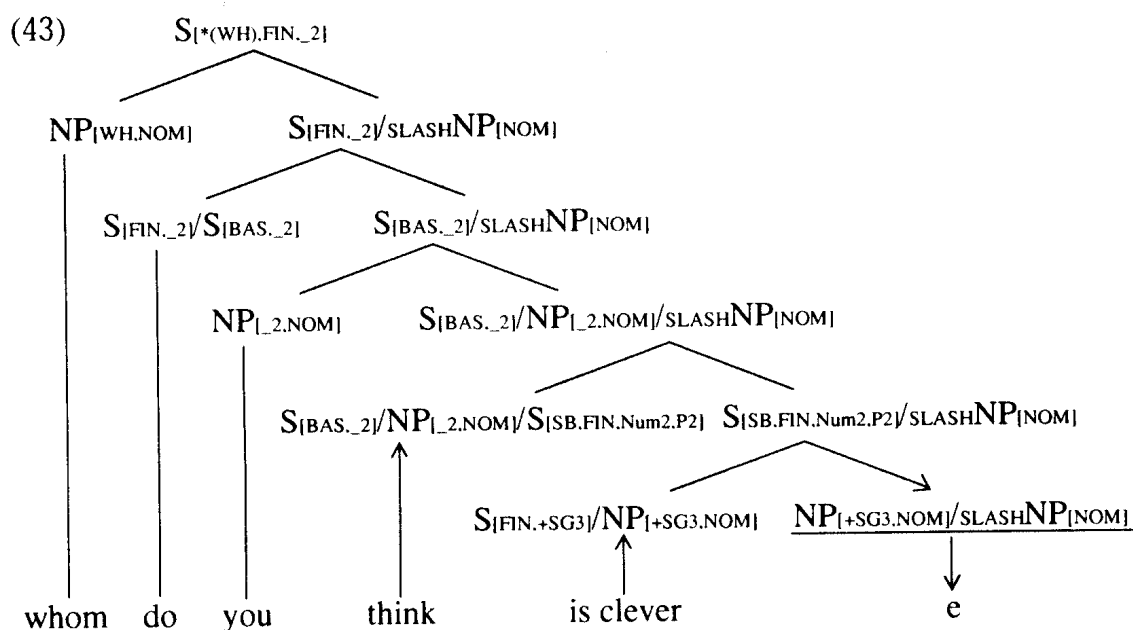 (43) S[*(WH).FIN._2]
NP[WH.NOM] S[FIN._2]/SLASHNP[NOM]
S[FIN._2]/S[BAS._2] S[BAS._2]/SLASHNP[NOM]
NP[_2.NOM] S[BAS._2]/NP[_2.NOM]/SLASHNP[NOM]
S[BAS._2]/NP[_2.NOM]/S[SB.FIN.Num2.P2] S[SB.FIN.Num2.P2]/SLASHNP[NOM]
S[FIN.+SG3]/NP[+SG3.NOM] NP[+SG3.NOM]/SLASHNP[NOM]
whom do you think is clever e